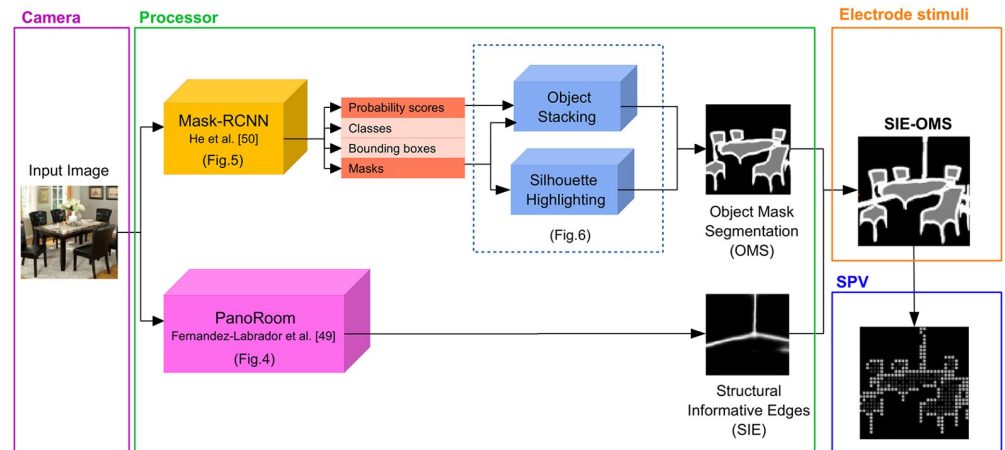 Camera
Processor
Electrode stimuli
Input Image
Mask-RCNN
He et al. [50]
(Fig.5)
Probability scores
Classes
Bounding boxes
Masks
Object
Stacking
Silhouette
Highlighting
(Fig.6)
Object Mask
Segmentation
(OMS)
SIE-OMS
PanoRoom
Fernandez-Labrador et al. [49]
(Fig.4)
Structural
Informative Edges
(SIE)
SPV